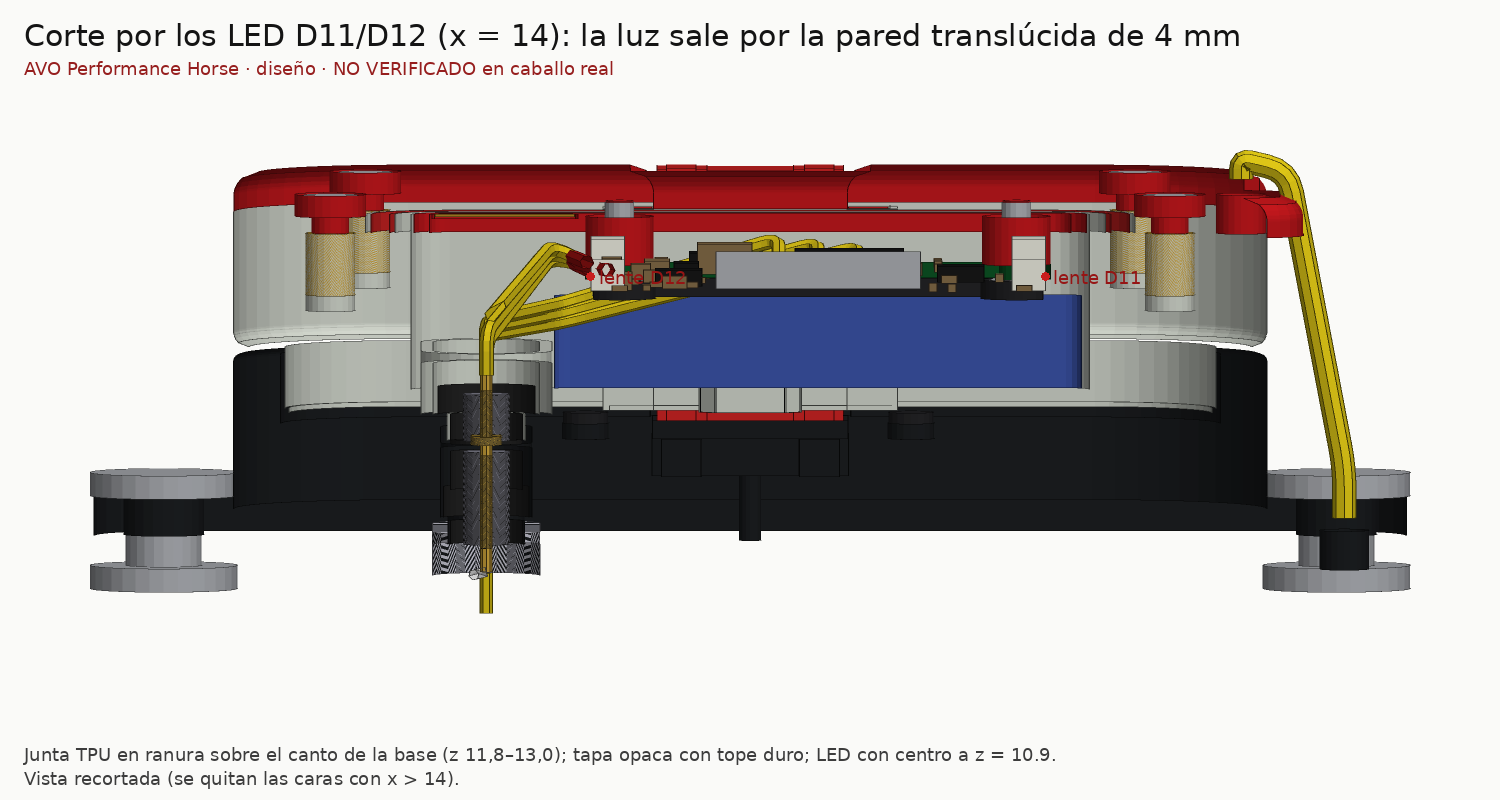 Corte por los LED D11/D12 (x = 14): la luz sale por la pared translúcida de 4 mm
AVO Performance Horse · diseño · NO VERIFICADO en caballo real
lente D12
lente D11
Junta TPU en ranura sobre el canto de la base (z 11,8–13,0); tapa opaca con tope duro; LED con centro a z = 10.9.
Vista recortada (se quitan las caras con x > 14).